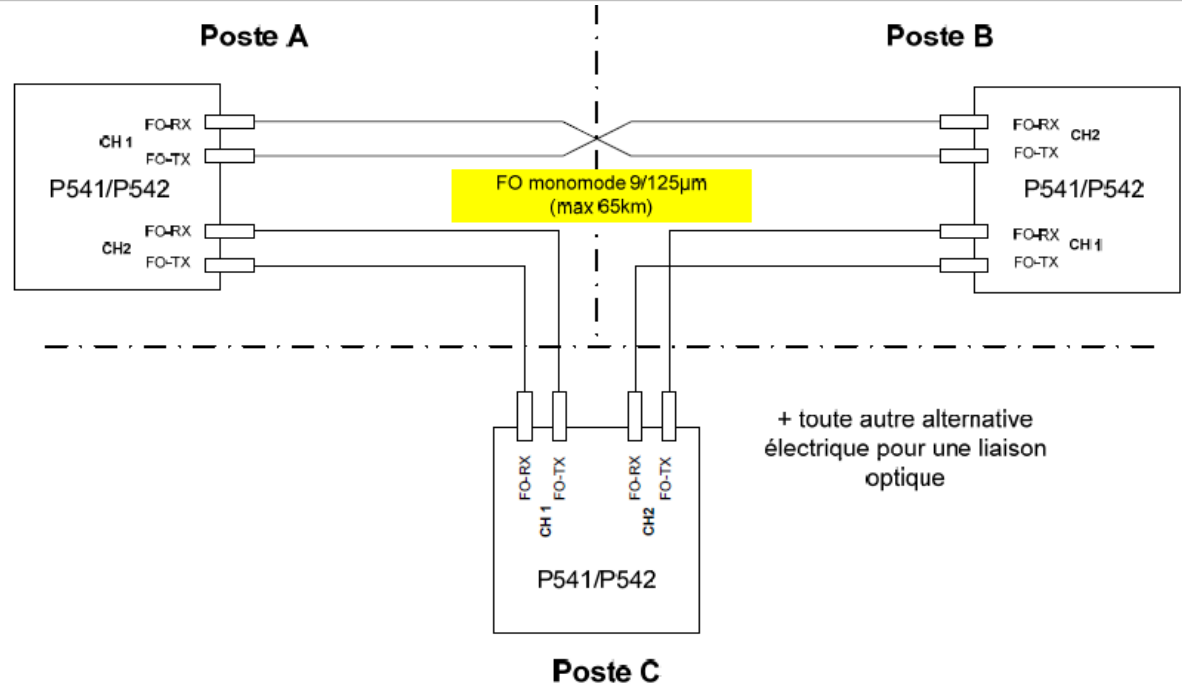 Poste A
Poste B
FO-RX
CH 1
FO-TX
P541/P542
FO-RX
CH2
FO-TX
FO monomode 9/125µm
(max 65km)
FO-RX
CH2
FO-TX
P541/P542
FO-RX
CH 1
FO-TX
+ toute autre alternative
électrique pour une liaison
optique
FO-RX
FO-TX
CH 1
FO-RX
FO-TX
CH2
P541/P542
Poste C